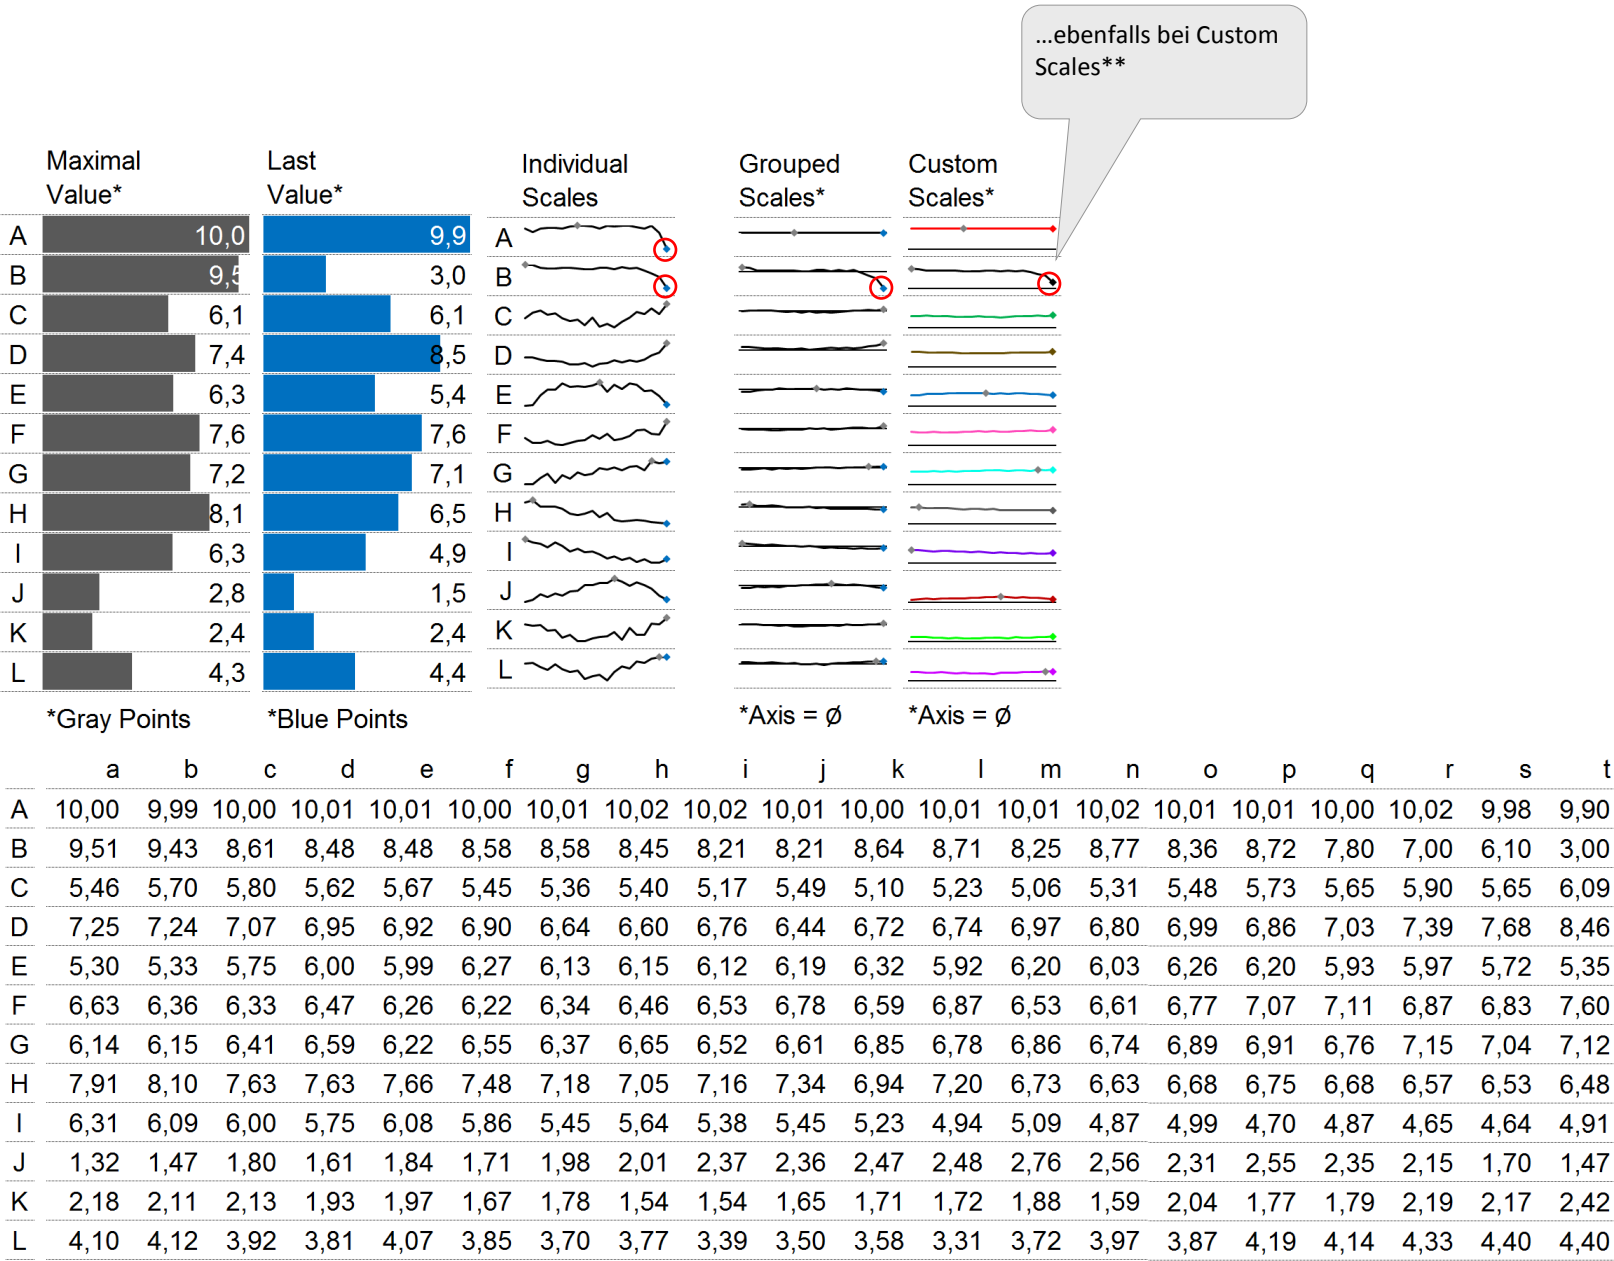 …ebenfalls bei Custom
Scales**
Maximal Value* Last Value* Individual Scales Grouped Scales* Custom Scales*
A 10,0 9,9 A
B 9,5 3,0 B
C 6,1 6,1 C
D 7,4 8,5 D
E 6,3 5,4 E
F 7,6 7,6 F
G 7,2 7,1 G
H 8,1 6,5 H
I 6,3 4,9 I
J 2,8 1,5 J
K 2,4 2,4 K
L 4,3 4,4 L
*Gray Points *Blue Points *Axis = Ø *Axis = Ø
a b c d e f g h i j k l m n o p q r s t
A 10,00 9,99 10,00 10,01 10,01 10,00 10,01 10,02 10,02 10,01 10,00 10,01 10,01 10,02 10,01 10,01 10,00 10,02 9,98 9,90
B 9,51 9,43 8,61 8,48 8,48 8,58 8,58 8,45 8,21 8,21 8,64 8,71 8,25 8,77 8,36 8,72 7,80 7,00 6,10 3,00
C 5,46 5,70 5,80 5,62 5,67 5,45 5,36 5,40 5,17 5,49 5,10 5,23 5,06 5,31 5,48 5,73 5,65 5,90 5,65 6,09
D 7,25 7,24 7,07 6,95 6,92 6,90 6,64 6,60 6,76 6,44 6,72 6,74 6,97 6,80 6,99 6,86 7,03 7,39 7,68 8,46
E 5,30 5,33 5,75 6,00 5,99 6,27 6,13 6,15 6,12 6,19 6,32 5,92 6,20 6,03 6,26 6,20 5,93 5,97 5,72 5,35
F 6,63 6,36 6,33 6,47 6,26 6,22 6,34 6,46 6,53 6,78 6,59 6,87 6,53 6,61 6,77 7,07 7,11 6,87 6,83 7,60
G 6,14 6,15 6,41 6,59 6,22 6,55 6,37 6,65 6,52 6,61 6,85 6,78 6,86 6,74 6,89 6,91 6,76 7,15 7,04 7,12
H 7,91 8,10 7,63 7,63 7,66 7,48 7,18 7,05 7,16 7,34 6,94 7,20 6,73 6,63 6,68 6,75 6,68 6,57 6,53 6,48
I 6,31 6,09 6,00 5,75 6,08 5,86 5,45 5,64 5,38 5,45 5,23 4,94 5,09 4,87 4,99 4,70 4,87 4,65 4,64 4,91
J 1,32 1,47 1,80 1,61 1,84 1,71 1,98 2,01 2,37 2,36 2,47 2,48 2,76 2,56 2,31 2,55 2,35 2,15 1,70 1,47
K 2,18 2,11 2,13 1,93 1,97 1,67 1,78 1,54 1,54 1,65 1,71 1,72 1,88 1,59 2,04 1,77 1,79 2,19 2,17 2,42
L 4,10 4,12 3,92 3,81 4,07 3,85 3,70 3,77 3,39 3,50 3,58 3,31 3,72 3,97 3,87 4,19 4,14 4,33 4,40 4,40